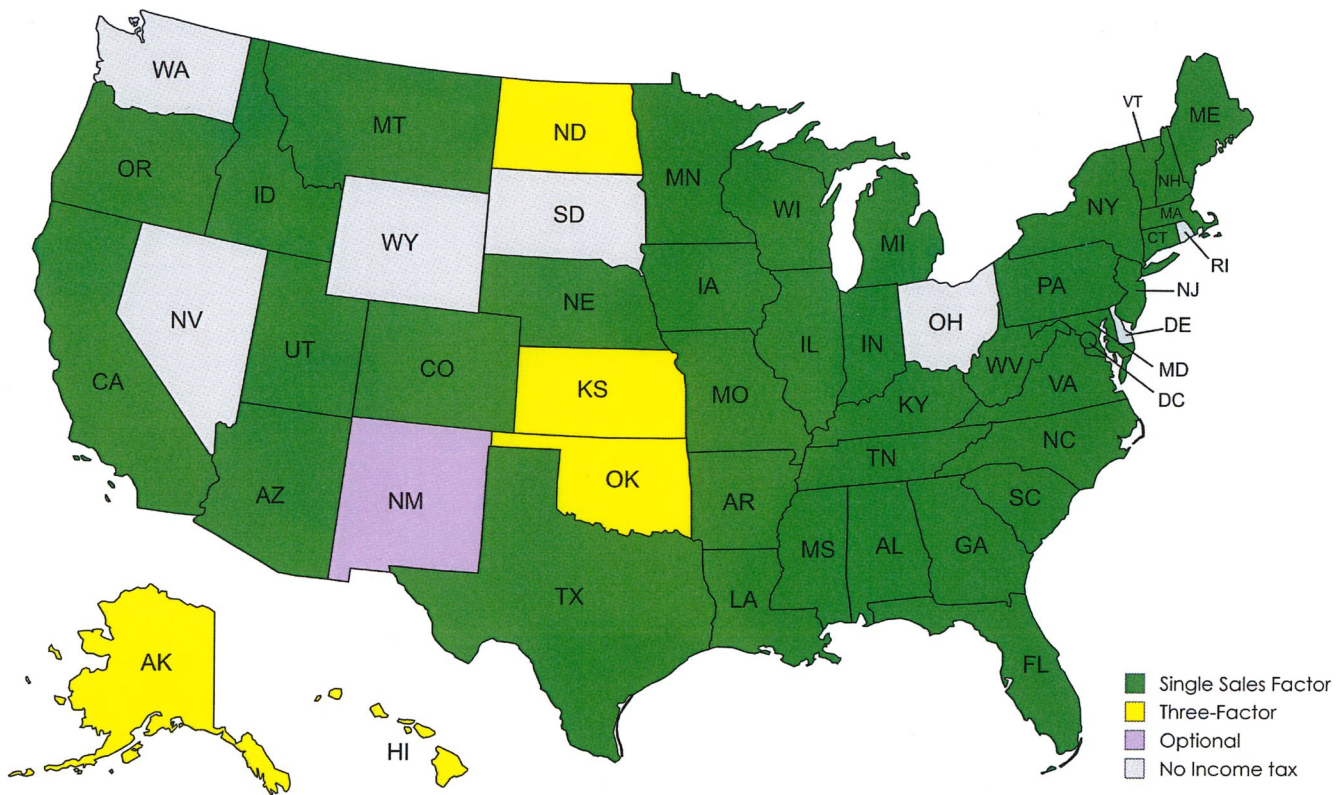 WA
MT
ND
MN
VT
ME
OR
ID
SD
WI
NY
NH
MA
WY
MI
CT
RI
IA
PA
NJ
NE
NV
OH
DE
UT
IL
IN
CO
WV
MD
CA
KS
MO
VA
DC
KY
NC
TN
OK
AZ
NM
AR
SC
MS
AL
GA
TX
LA
AK
FL
HI
Single Sales Factor
Three-Factor
Optional
No Income tax